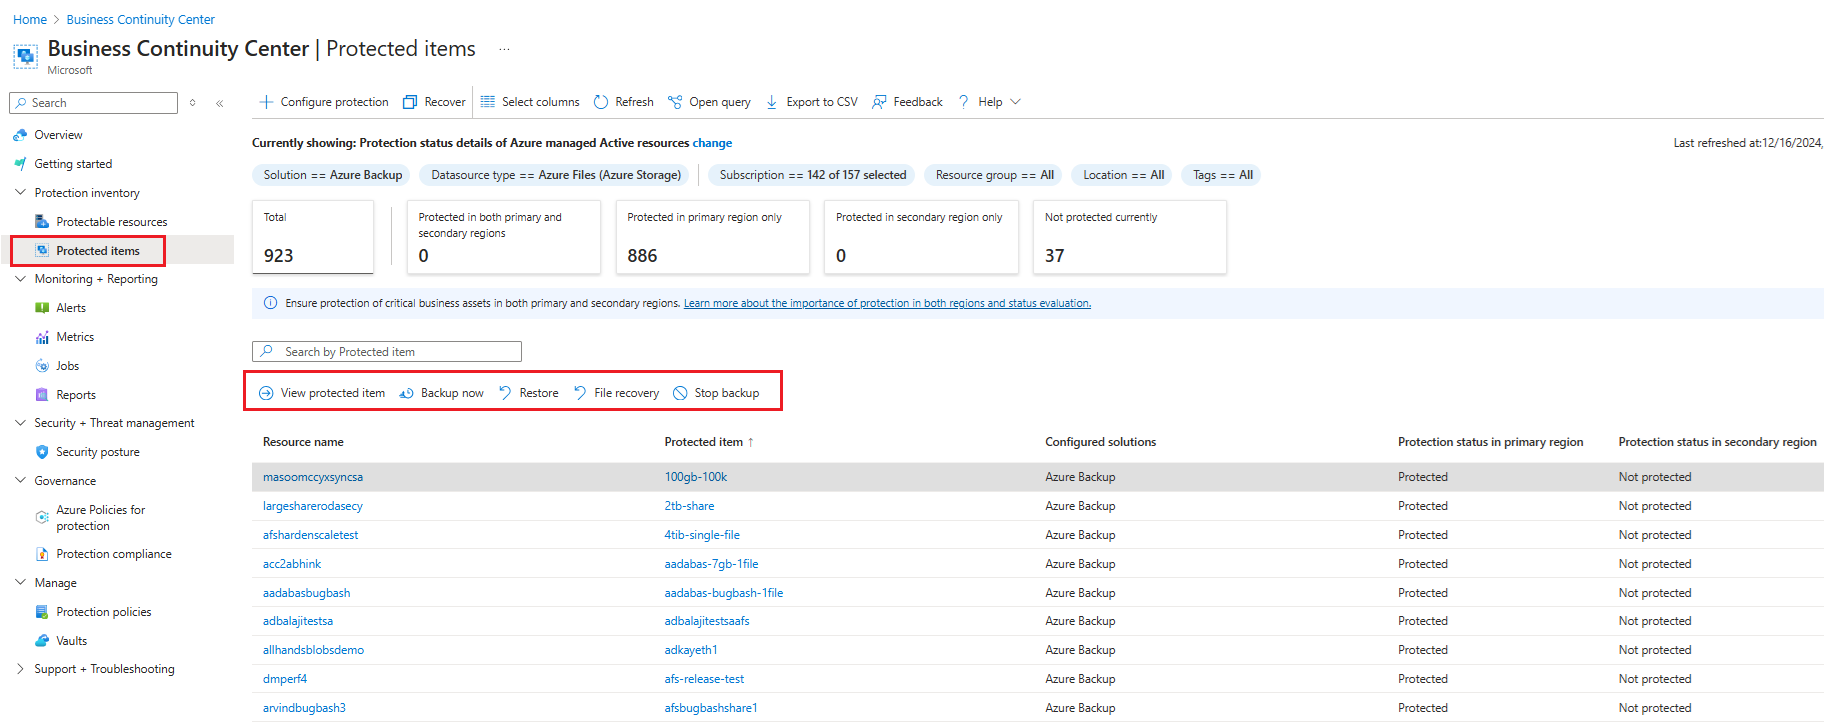 Home > Business Continuity Center
Business Continuity Center | Protected items ...
Microsoft
Search
Configure protection Recover Select columns Refresh Open query Export to CSV Feedback ? Help
Overview
Getting started
Protection inventory
Protectable resources
Protected items
Monitoring + Reporting
Alerts
Metrics
Jobs
Reports
Security + Threat management
Security posture
Governance
Azure Policies for
protection
Protection compliance
Manage
Protection policies
Vaults
Support + Troubleshooting
Currently showing: Protection status details of Azure managed Active resources change
Last refreshed at:12/16/2024,
Solution == Azure Backup Datasource type == Azure Files (Azure Storage) Subscription == 142 of 157 selected Resource group == All Location == All Tags == All
Total
923
Protected in both primary and
secondary regions
0
Protected in primary region only
886
Protected in secondary region only
0
Not protected currently
37
Ensure protection of critical business assets in both primary and secondary regions. Learn more about the importance of protection in both regions and status evaluation.
Search by Protected item
View protected item Backup now Restore File recovery Stop backup
Resource name Protected item ↑ Configured solutions Protection status in primary region Protection status in secondary region
masoomccyxsyncsa 100gb-100k Azure Backup Protected Not protected
largesharerodasecy 2tb-share Azure Backup Protected Not protected
afshardenscaletest 4tib-single-file Azure Backup Protected Not protected
acc2abhink aadabas-7gb-1file Azure Backup Protected Not protected
aadabasbugbash aadabas-bugbash-1file Azure Backup Protected Not protected
adbalajitestsa adbalajitestsaafs Azure Backup Protected Not protected
allhandsblobsdemo adkayeth1 Azure Backup Protected Not protected
dmperf4 afs-release-test Azure Backup Protected Not protected
arvindbugbash3 afsbugbashshare1 Azure Backup Protected Not protected